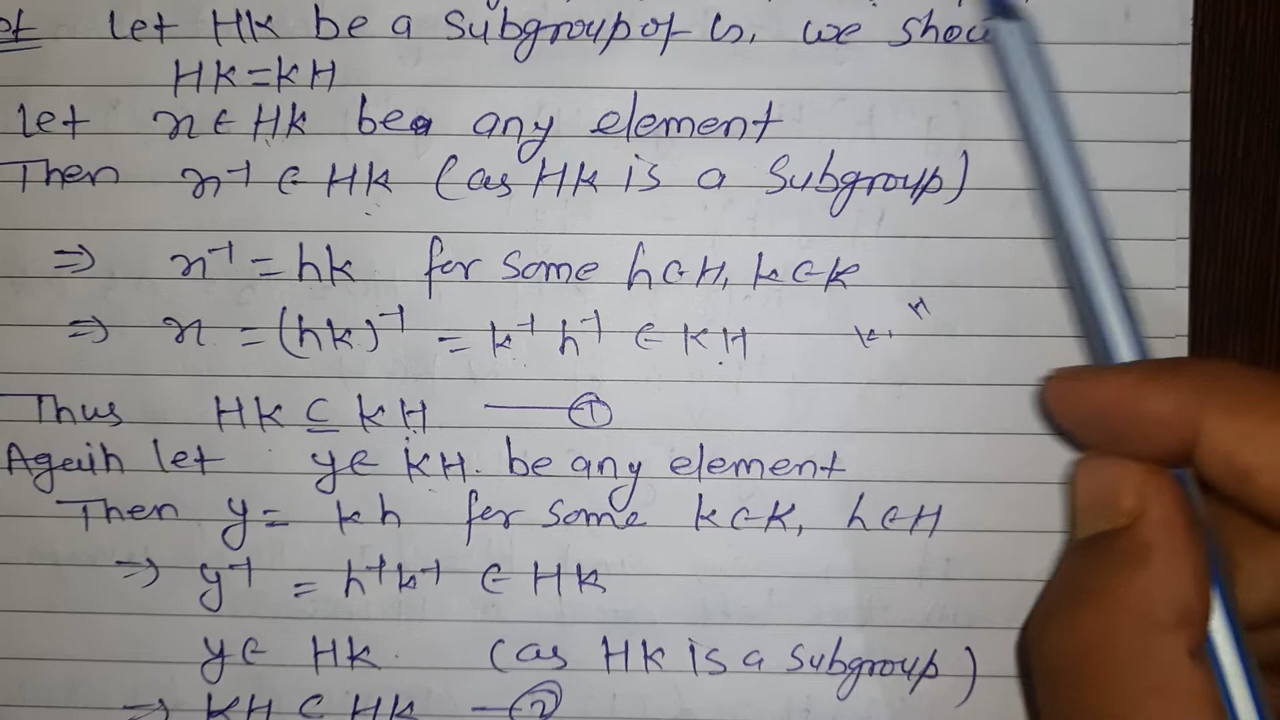 of let HK be a Subgroup of G, we show
HK=KH
Let x ∈ HK be a any element
Then x⁻¹ ∈ HK (as HK is a Subgroup)
⇒ x⁻¹ = hk for some h∈H, k∈K
⇒ x = (hk)⁻¹ = k⁻¹ h⁻¹ ∈ KH K, H
Thus HK ⊆ KH —— ①
Again let y∈ KH. be any element
Then y = kh for some k∈K, h∈H
⇒ y⁻¹ = h⁻¹k⁻¹ ∈ HK
y∈ HK. (as HK is a subgroup)
⇒ KH ⊆ HK — ②